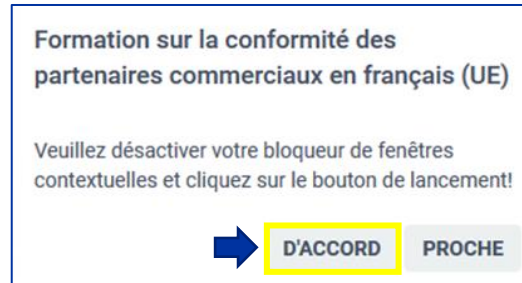 Formation sur la conformité des
partenaires commerciaux en français (UE)
Veuillez désactiver votre bloqueur de fenêtres
contextuelles et cliquez sur le bouton de lancement!
D'ACCORD PROCHE